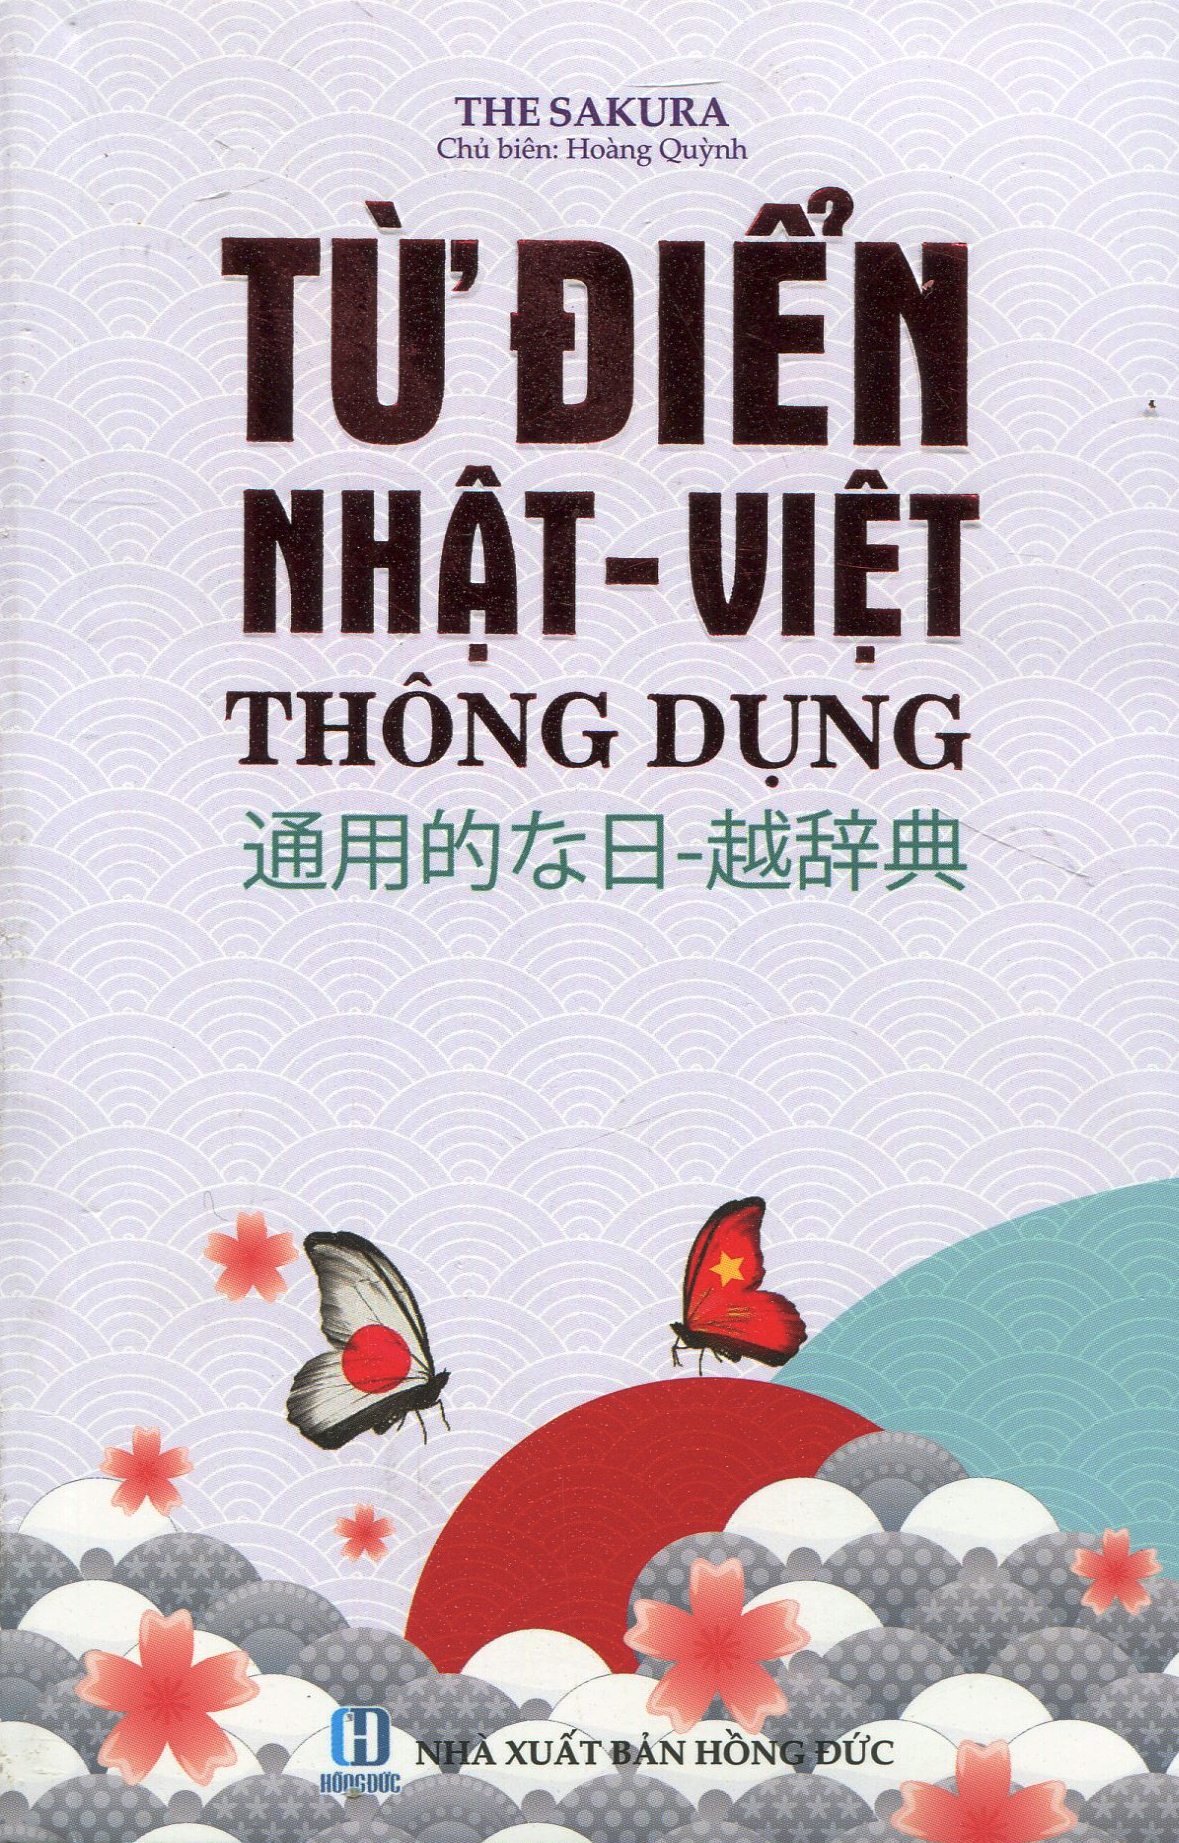 THE SAKURA
Chủ biên: Hoàng Quỳnh
TỪ ĐIỂN
NHẬT-VIỆT
THÔNG DỤNG
通用的な日-越辞典
HỒNG ĐỨC
NHÀ XUẤT BẢN HỒNG ĐỨC